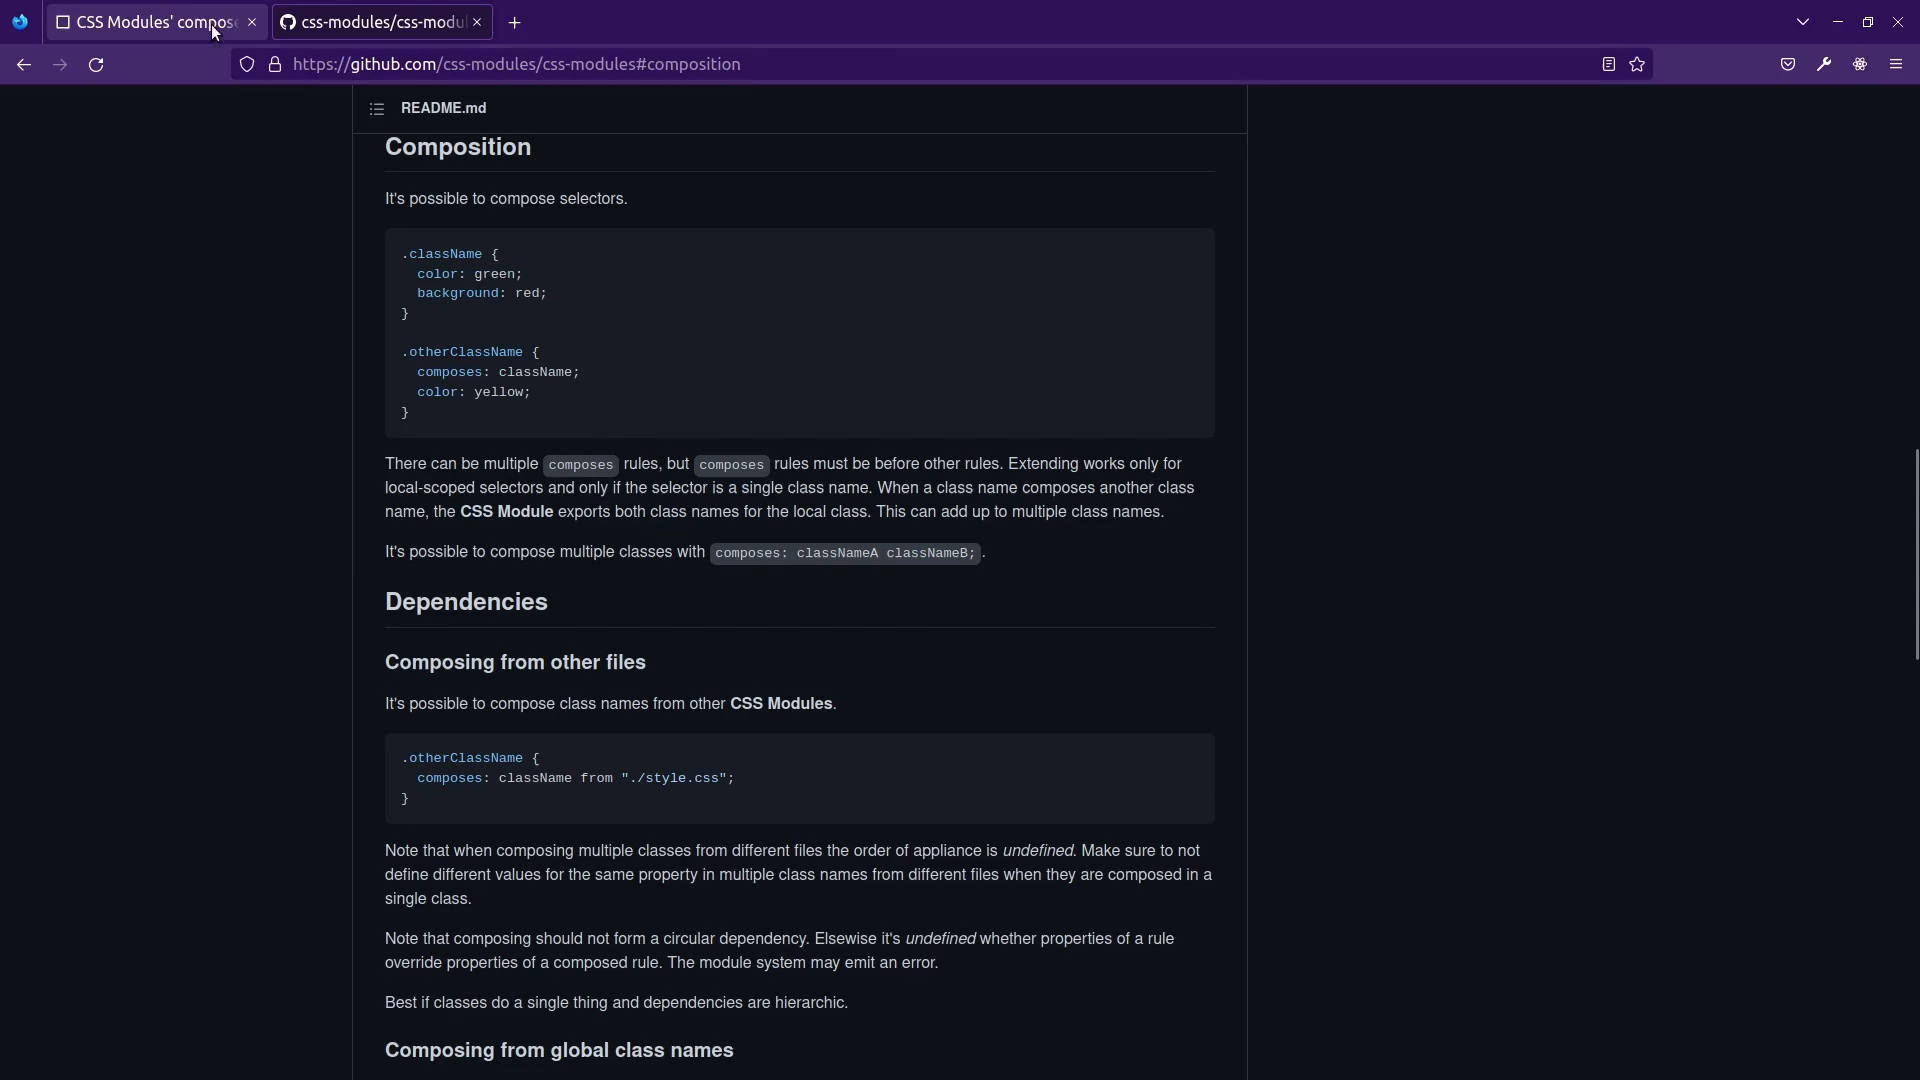 CSS Modules' compos
css-modules/css-modul
https://github.com/css-modules/css-modules#composition
README.md
Composition
It's possible to compose selectors.
.className {
  color: green;
  background: red;
}
.otherClassName {
  composes: className;
  color: yellow;
}
There can be multiple composes rules, but composes rules must be before other rules. Extending works only for
local-scoped selectors and only if the selector is a single class name. When a class name composes another class
name, the CSS Module exports both class names for the local class. This can add up to multiple class names.
It's possible to compose multiple classes with composes: classNameA classNameB; .
Dependencies
Composing from other files
It's possible to compose class names from other CSS Modules.
.otherClassName {
  composes: className from "./style.css";
}
Note that when composing multiple classes from different files the order of appliance is undefined. Make sure to not
define different values for the same property in multiple class names from different files when they are composed in a
single class.
Note that composing should not form a circular dependency. Elsewise it's undefined whether properties of a rule
override properties of a composed rule. The module system may emit an error.
Best if classes do a single thing and dependencies are hierarchic.
Composing from global class names